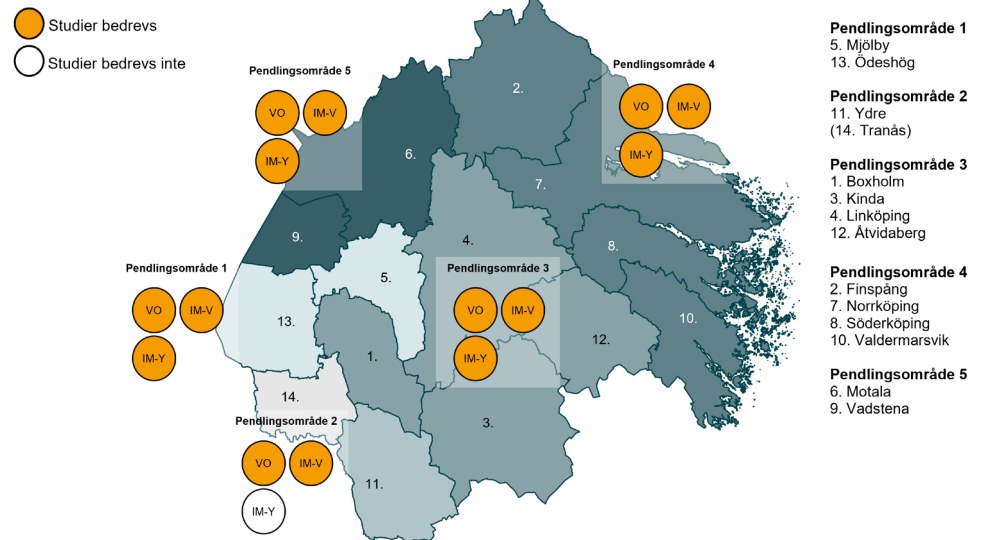 Studier bedrevs
Studier bedrevs inte
Pendlingsområde 5
VO
IM-V
IM-Y
Pendlingsområde 4
VO
IM-V
IM-Y
2.
6.
7.
9.
4.
8.
5.
Pendlingsområde 1
VO
IM-V
IM-Y
Pendlingsområde 3
VO
IM-V
IM-Y
13.
10.
12.
1.
14.
3.
Pendlingsområde 2
VO
IM-V
IM-Y
11.
Pendlingsområde 1
5. Mjölby
13. Ödeshög
Pendlingsområde 2
11. Ydre
(14. Tranås)
Pendlingsområde 3
1. Boxholm
3. Kinda
4. Linköping
12. Åtvidaberg
Pendlingsområde 4
2. Finspång
7. Norrköping
8. Söderköping
10. Valdermarsvik
Pendlingsområde 5
6. Motala
9. Vadstena